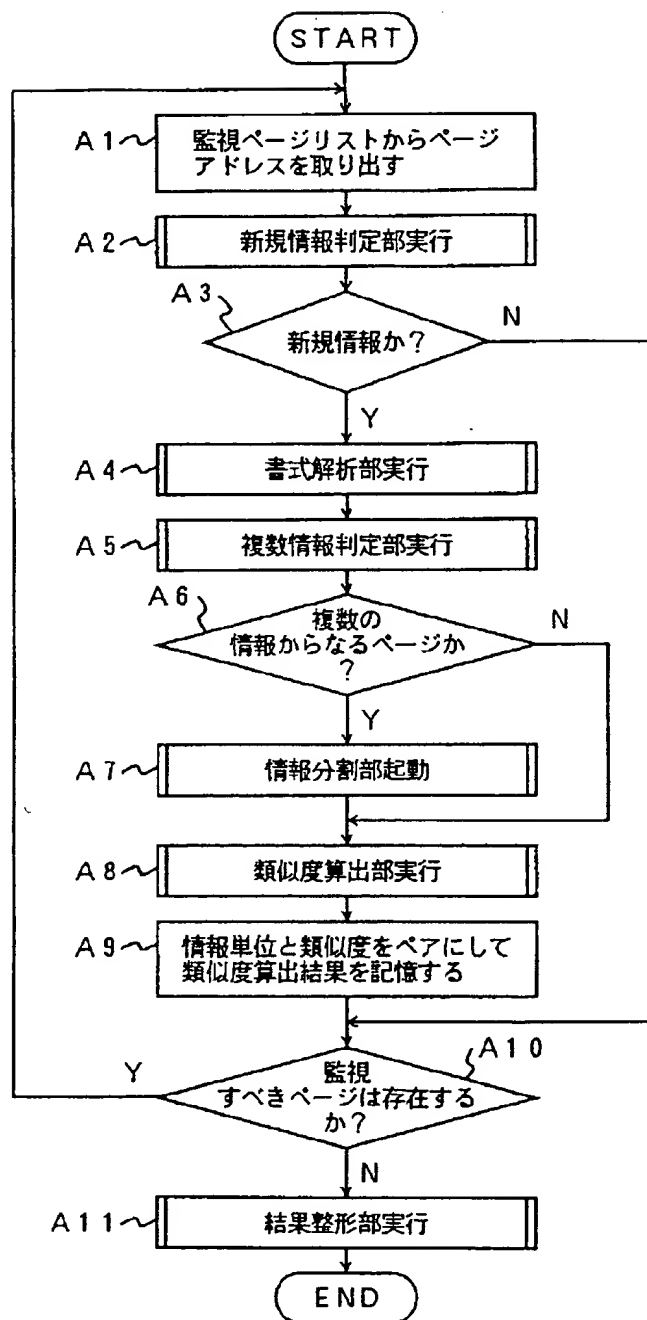 START
A1
監視ページリストからページ
アドレスを取り出す
A2
新規情報判定部実行
A3
新規情報か?
N
Y
A4
書式解析部実行
A5
複数情報判定部実行
A6
複数の
情報からなるページか
?
N
Y
A7
情報分割部起動
A8
類似度算出部実行
A9
情報単位と類似度をペアにして
類似度算出結果を記憶する
A10
監視
すべきページは存在する
か?
Y
N
A11
結果整形部実行
END